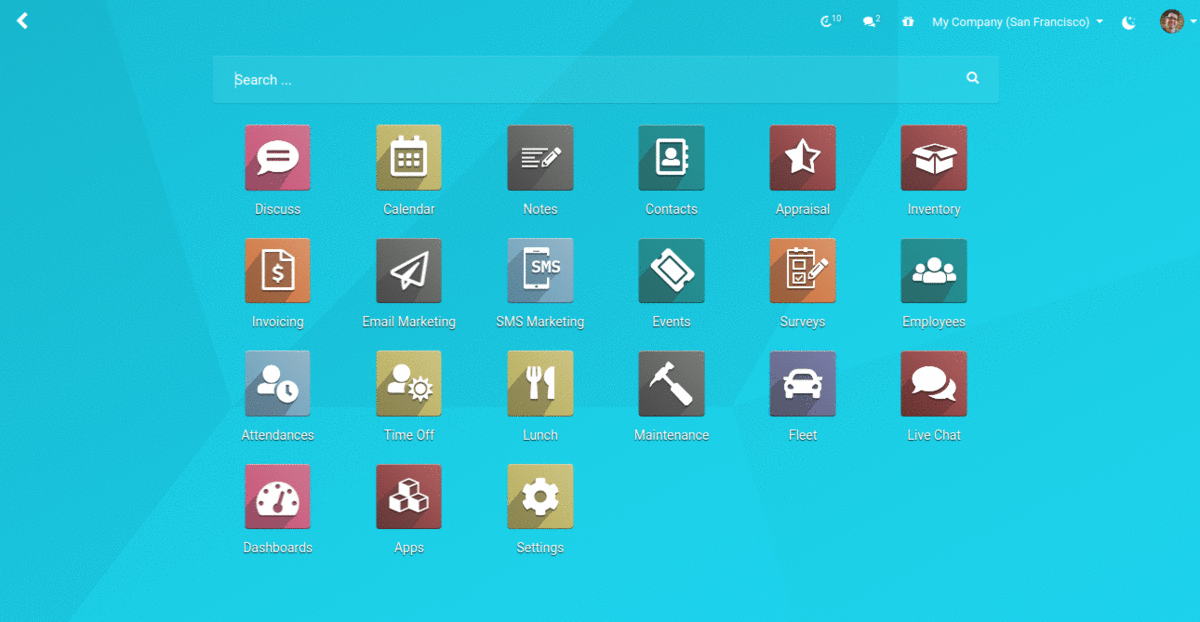 10 2 My Company (San Francisco)
Search ...
Discuss Calendar Notes Contacts Appraisal Inventory
$ SMS
Invoicing Email Marketing SMS Marketing Events Surveys Employees
Attendances Time Off Lunch Maintenance Fleet Live Chat
Dashboards Apps Settings